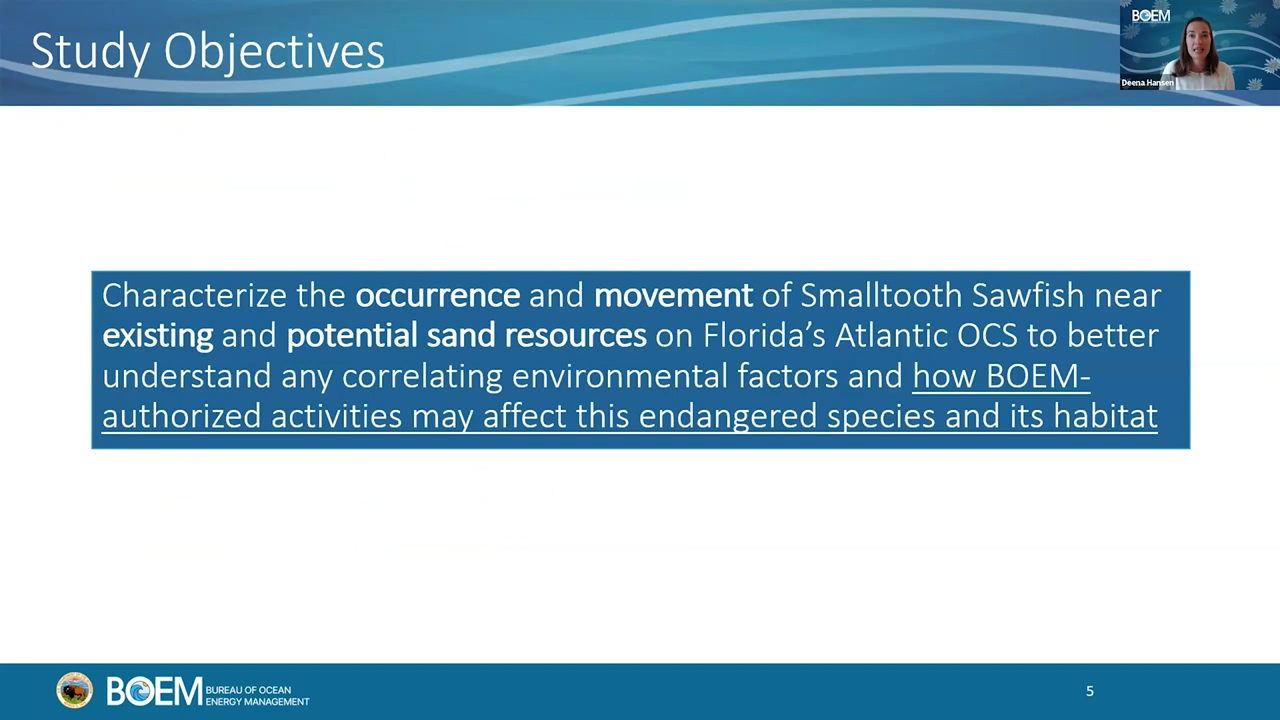 Study Objectives
BOEM
Deena Hansen
Characterize the occurrence and movement of Smalltooth Sawfish near
existing and potential sand resources on Florida’s Atlantic OCS to better
understand any correlating environmental factors and how BOEM-
authorized activities may affect this endangered species and its habitat
BOEM
BUREAU OF OCEAN
ENERGY MANAGEMENT
5